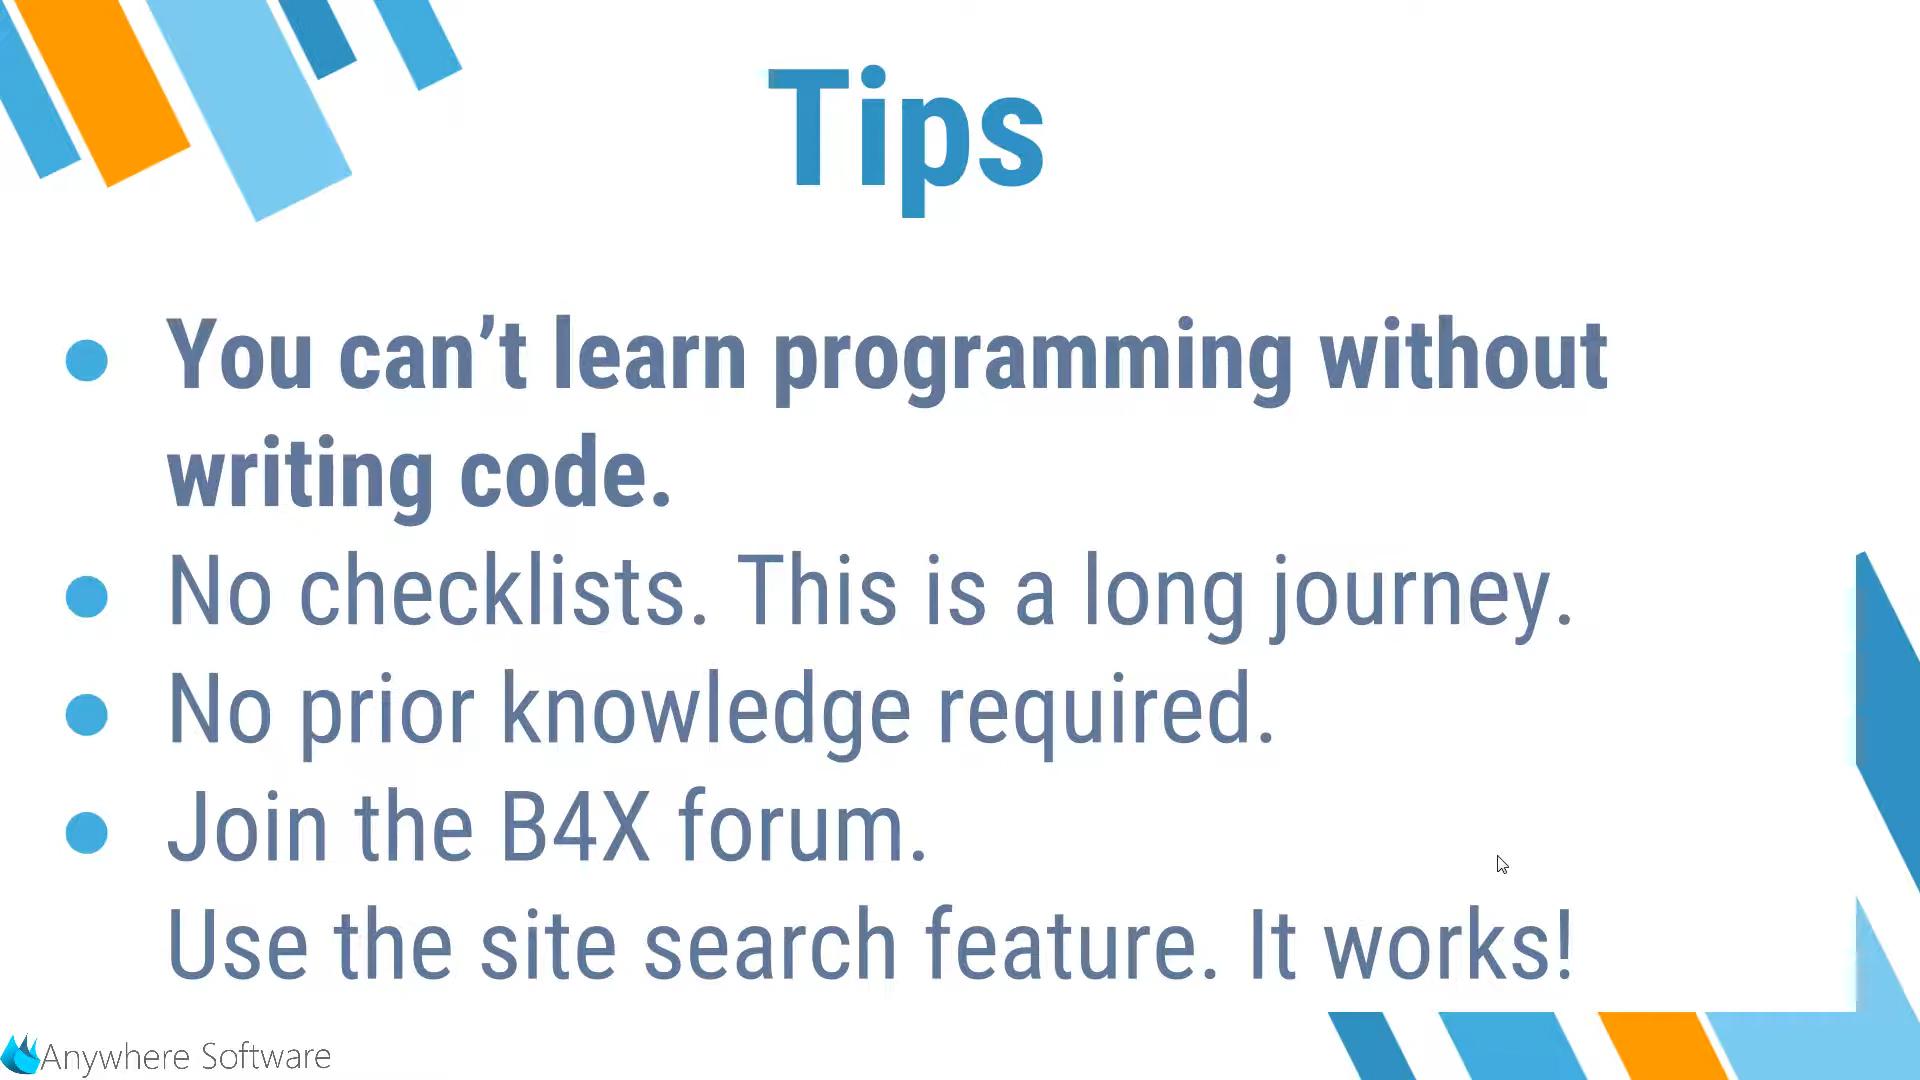 Tips
You can’t learn programming without
writing code.
No checklists. This is a long journey.
No prior knowledge required.
Join the B4X forum.
Use the site search feature. It works!
Anywhere Software